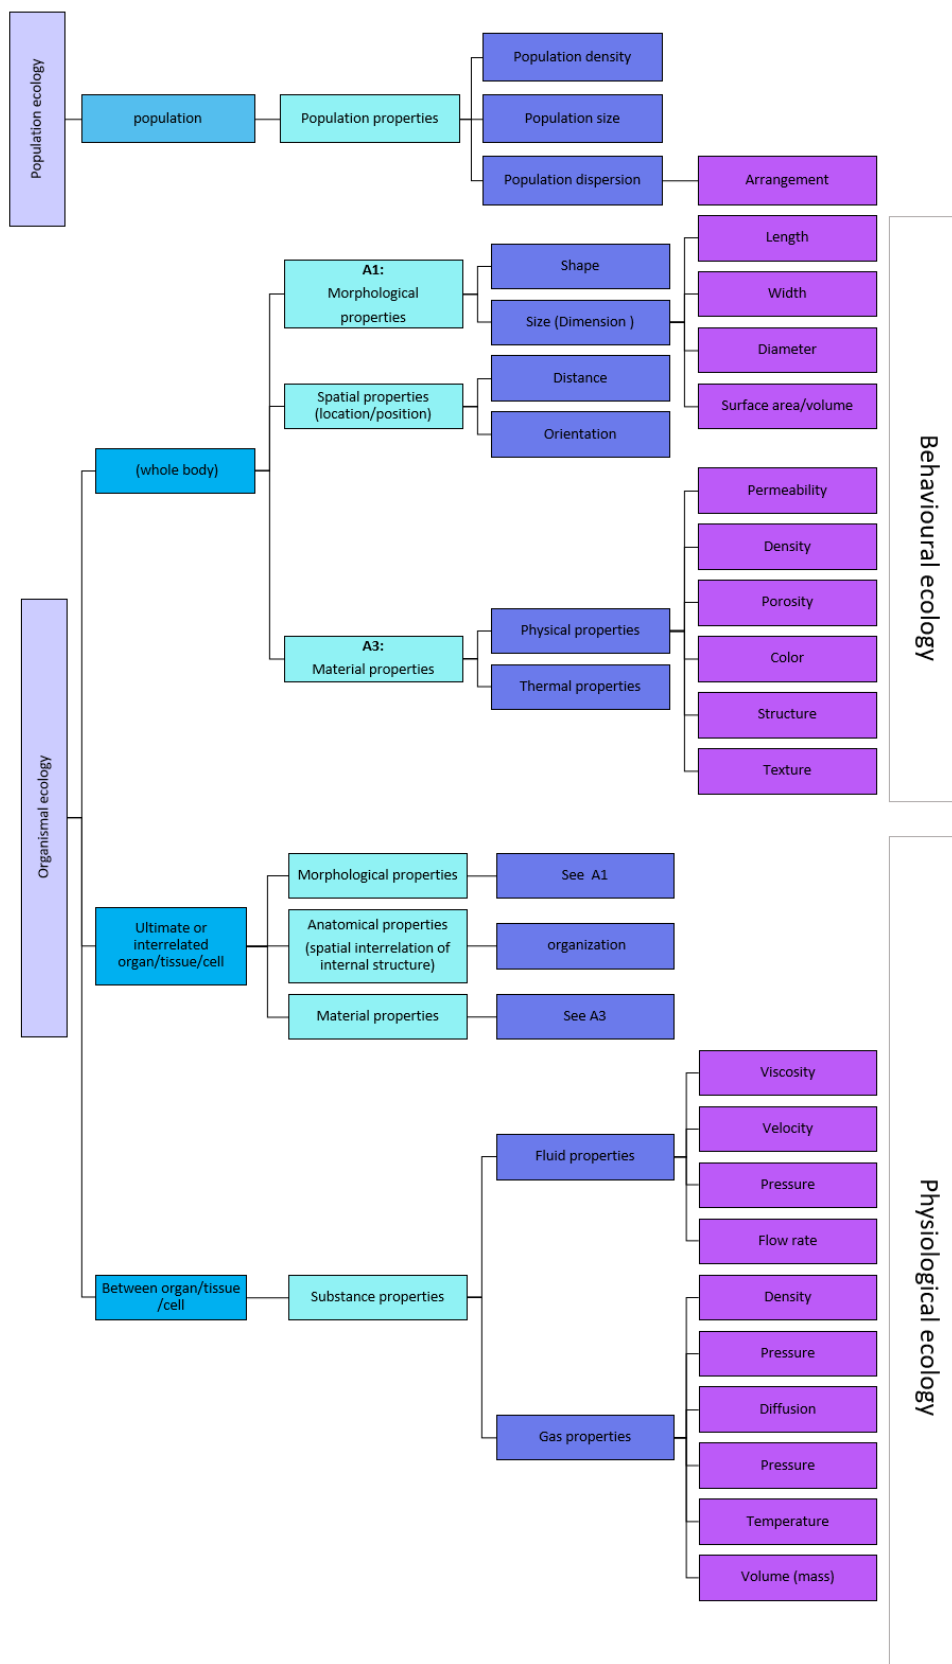 Population ecology
population
Population properties
Population density
Population size
Population dispersion
Arrangement
Organismal ecology
(whole body)
A1:
Morphological
properties
Shape
Size (Dimension )
Length
Width
Diameter
Surface area/volume
Spatial properties
(location/position)
Distance
Orientation
A3:
Material properties
Physical properties
Thermal properties
Permeability
Density
Porosity
Color
Structure
Texture
Behavioural ecology
Ultimate or
interrelated
organ/tissue/cell
Morphological properties
See  A1
Anatomical properties
(spatial interrelation of
internal structure)
organization
Material properties
See A3
Between organ/tissue
/cell
Substance properties
Fluid properties
Viscosity
Velocity
Pressure
Flow rate
Gas properties
Density
Pressure
Diffusion
Pressure
Temperature
Volume (mass)
Physiological ecology